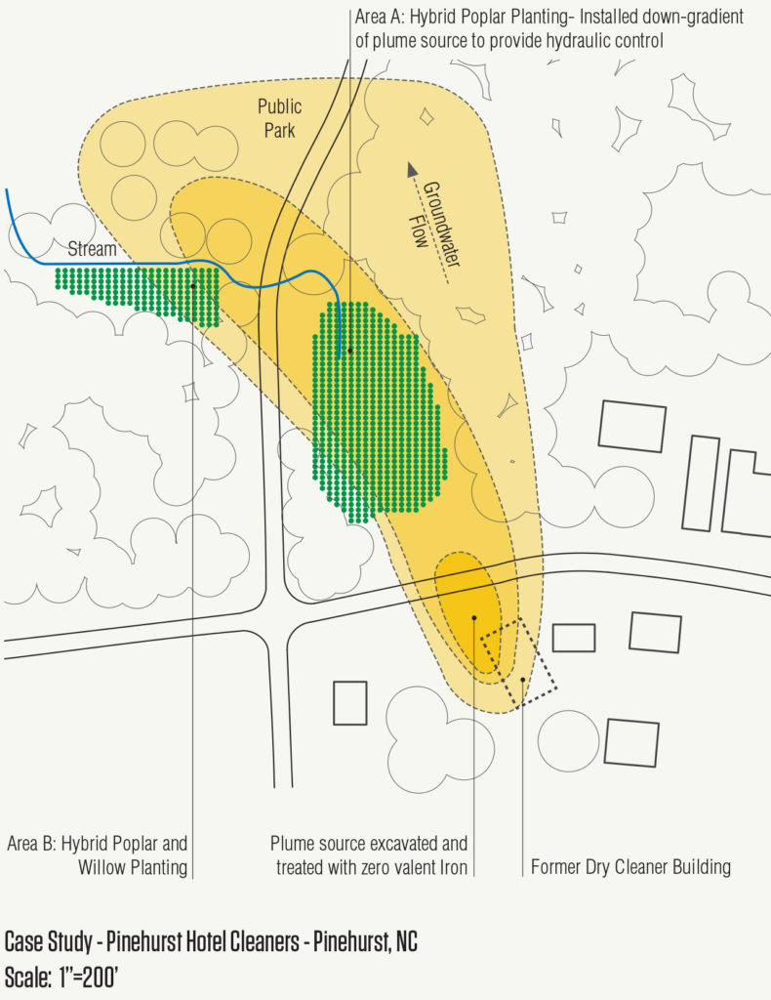 Area A: Hybrid Poplar Planting- Installed down-gradient
of plume source to provide hydraulic control
Public
Park
Groundwater
Flow
Stream
Area B: Hybrid Poplar and
Willow Planting
Plume source excavated and
treated with zero valent Iron
Former Dry Cleaner Building
Case Study - Pinehurst Hotel Cleaners - Pinehurst, NC
Scale: 1”=200’